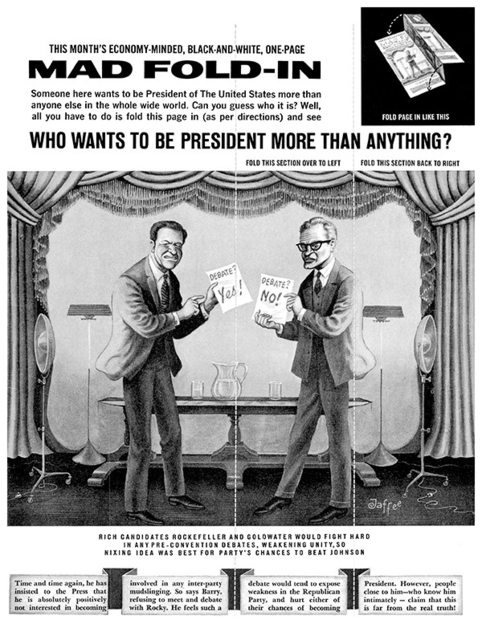 THIS MONTH'S ECONOMY-MINDED, BLACK-AND-WHITE, ONE-PAGE
MAD FOLD-IN
Someone here wants to be President of The United States more than
anyone else in the whole wide world. Can you guess who it is? Well,
all you have to do is fold this page in (as per directions) and see
FOLD PAGE IN LIKE THIS
WHO WANTS TO BE PRESIDENT MORE THAN ANYTHING?
FOLD THIS SECTION OVER TO LEFT
FOLD THIS SECTION BACK TO RIGHT
DEBATE?
Yes!
DEBATE?
NO!
Jaffee
RICH CANDIDATES ROCKEFELLER AND GOLDWATER WOULD FIGHT HARD
IN ANY PRE-CONVENTION DEBATES, WEAKENING UNITY, SO
NIXING IDEA WAS BEST FOR PARTY'S CHANCES TO BEAT JOHNSON
Time and time again, he has
insisted to the Press that
he is absolutely positively
not interested in becoming
involved in any inter-party
mudslinging. So says Barry,
refusing to meet and debate
with Rocky. He feels such a
debate would tend to expose
weakness in the Republican
Party, and hurt either of
their chances of becoming
President. However, people
close to him—who know him
intimately — claim that this
is far from the real truth!